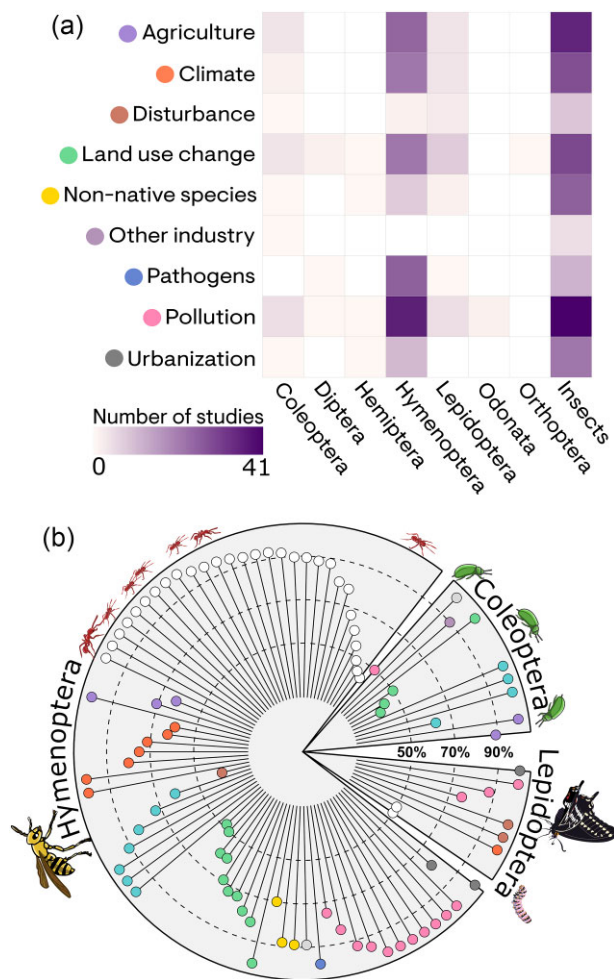 (a)
Agriculture
Climate
Disturbance
Land use change
Non-native species
Other industry
Pathogens
Pollution
Urbanization
Number of studies
0 41
Coleoptera
Diptera
Hemiptera
Hymenoptera
Lepidoptera
Odonata
Orthoptera
Insects
(b)
Coleoptera
Hymenoptera
50% 70% 90%
Lepidoptera